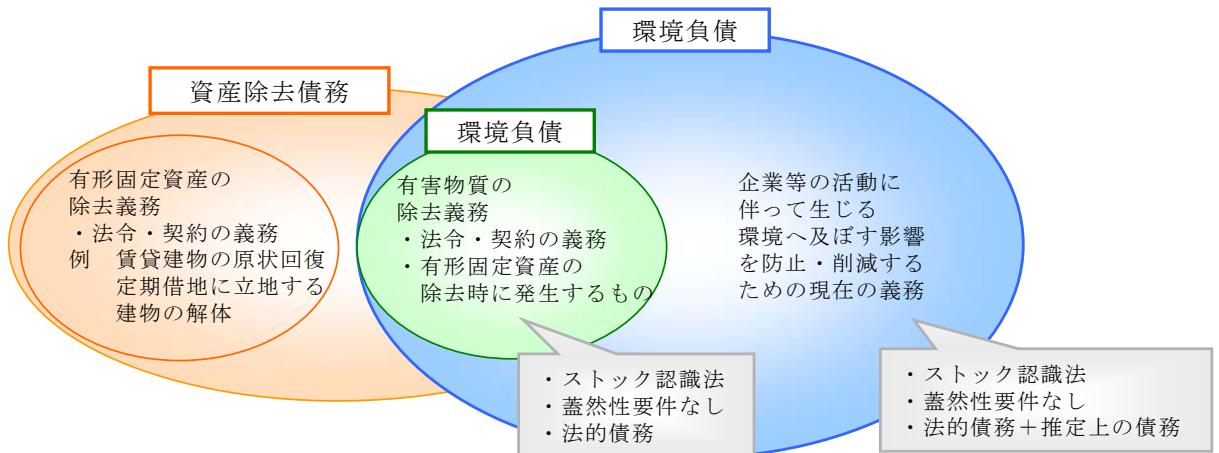 環境負債
資産除去債務
環境負債
有形固定資産の
除去義務
・法令・契約の義務
例　賃貸建物の原状回復
定期借地に立地する
建物の解体
有害物質の
除去義務
・法令・契約の義務
・有形固定資産の
除去時に発生するもの
企業等の活動に
伴って生じる
環境へ及ぼす影響
を防止・削減する
ための現在の義務
・ストック認識法
・蓋然性要件なし
・法的債務
・ストック認識法
・蓋然性要件なし
・法的債務＋推定上の債務